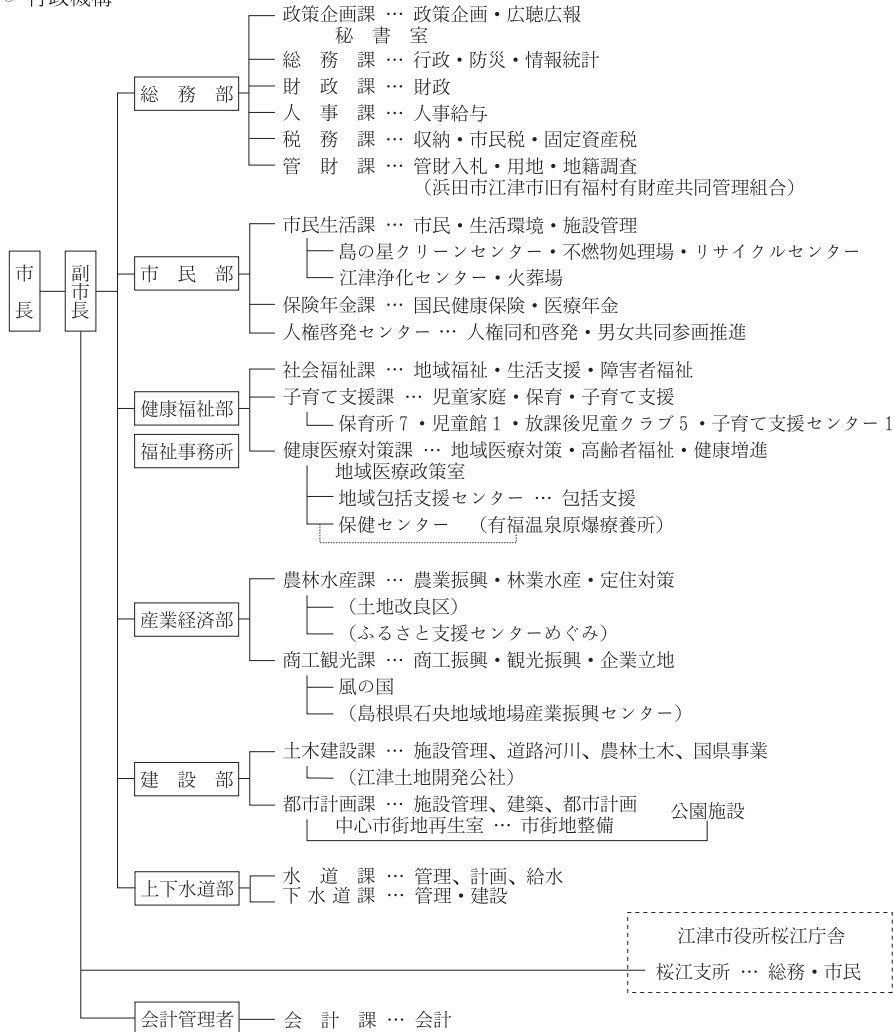 ○ 行政機構
市長
副市長
総務部
政策企画課 … 政策企画・広聴広報
秘書室
総務課 … 行政・防災・情報統計
財政課 … 財政
人事課 … 人事給与
税務課 … 収納・市民税・固定資産税
管財課 … 管財入札・用地・地籍調査
（浜田市江津市旧有福村有財産共同管理組合）
市民部
市民生活課 … 市民・生活環境・施設管理
島の星クリーンセンター・不燃物処理場・リサイクルセンター
江津浄化センター・火葬場
保険年金課 … 国民健康保険・医療年金
人権啓発センター … 人権同和啓発・男女共同参画推進
健康福祉部
福祉事務所
社会福祉課 … 地域福祉・生活支援・障害者福祉
子育て支援課 … 児童家庭・保育・子育て支援
保育所７・児童館１・放課後児童クラブ５・子育て支援センター１
健康医療対策課 … 地域医療対策・高齢者福祉・健康増進
地域医療政策室
地域包括支援センター … 包括支援
保健センター （有福温泉原爆療養所）
産業経済部
農林水産課 … 農業振興・林業水産・定住対策
（土地改良区）
（ふるさと支援センターめぐみ）
商工観光課 … 商工振興・観光振興・企業立地
風の国
（島根県石央地域地場産業振興センター）
建設部
土木建設課 … 施設管理、道路河川、農林土木、国県事業
（江津土地開発公社）
都市計画課 … 施設管理、建築、都市計画
中心市街地再生室 … 市街地整備
公園施設
上下水道部
水道課 … 管理、計画、給水
下水道課 … 管理・建設
江津市役所桜江庁舎
桜江支所 … 総務・市民
会計管理者
会計課 … 会計